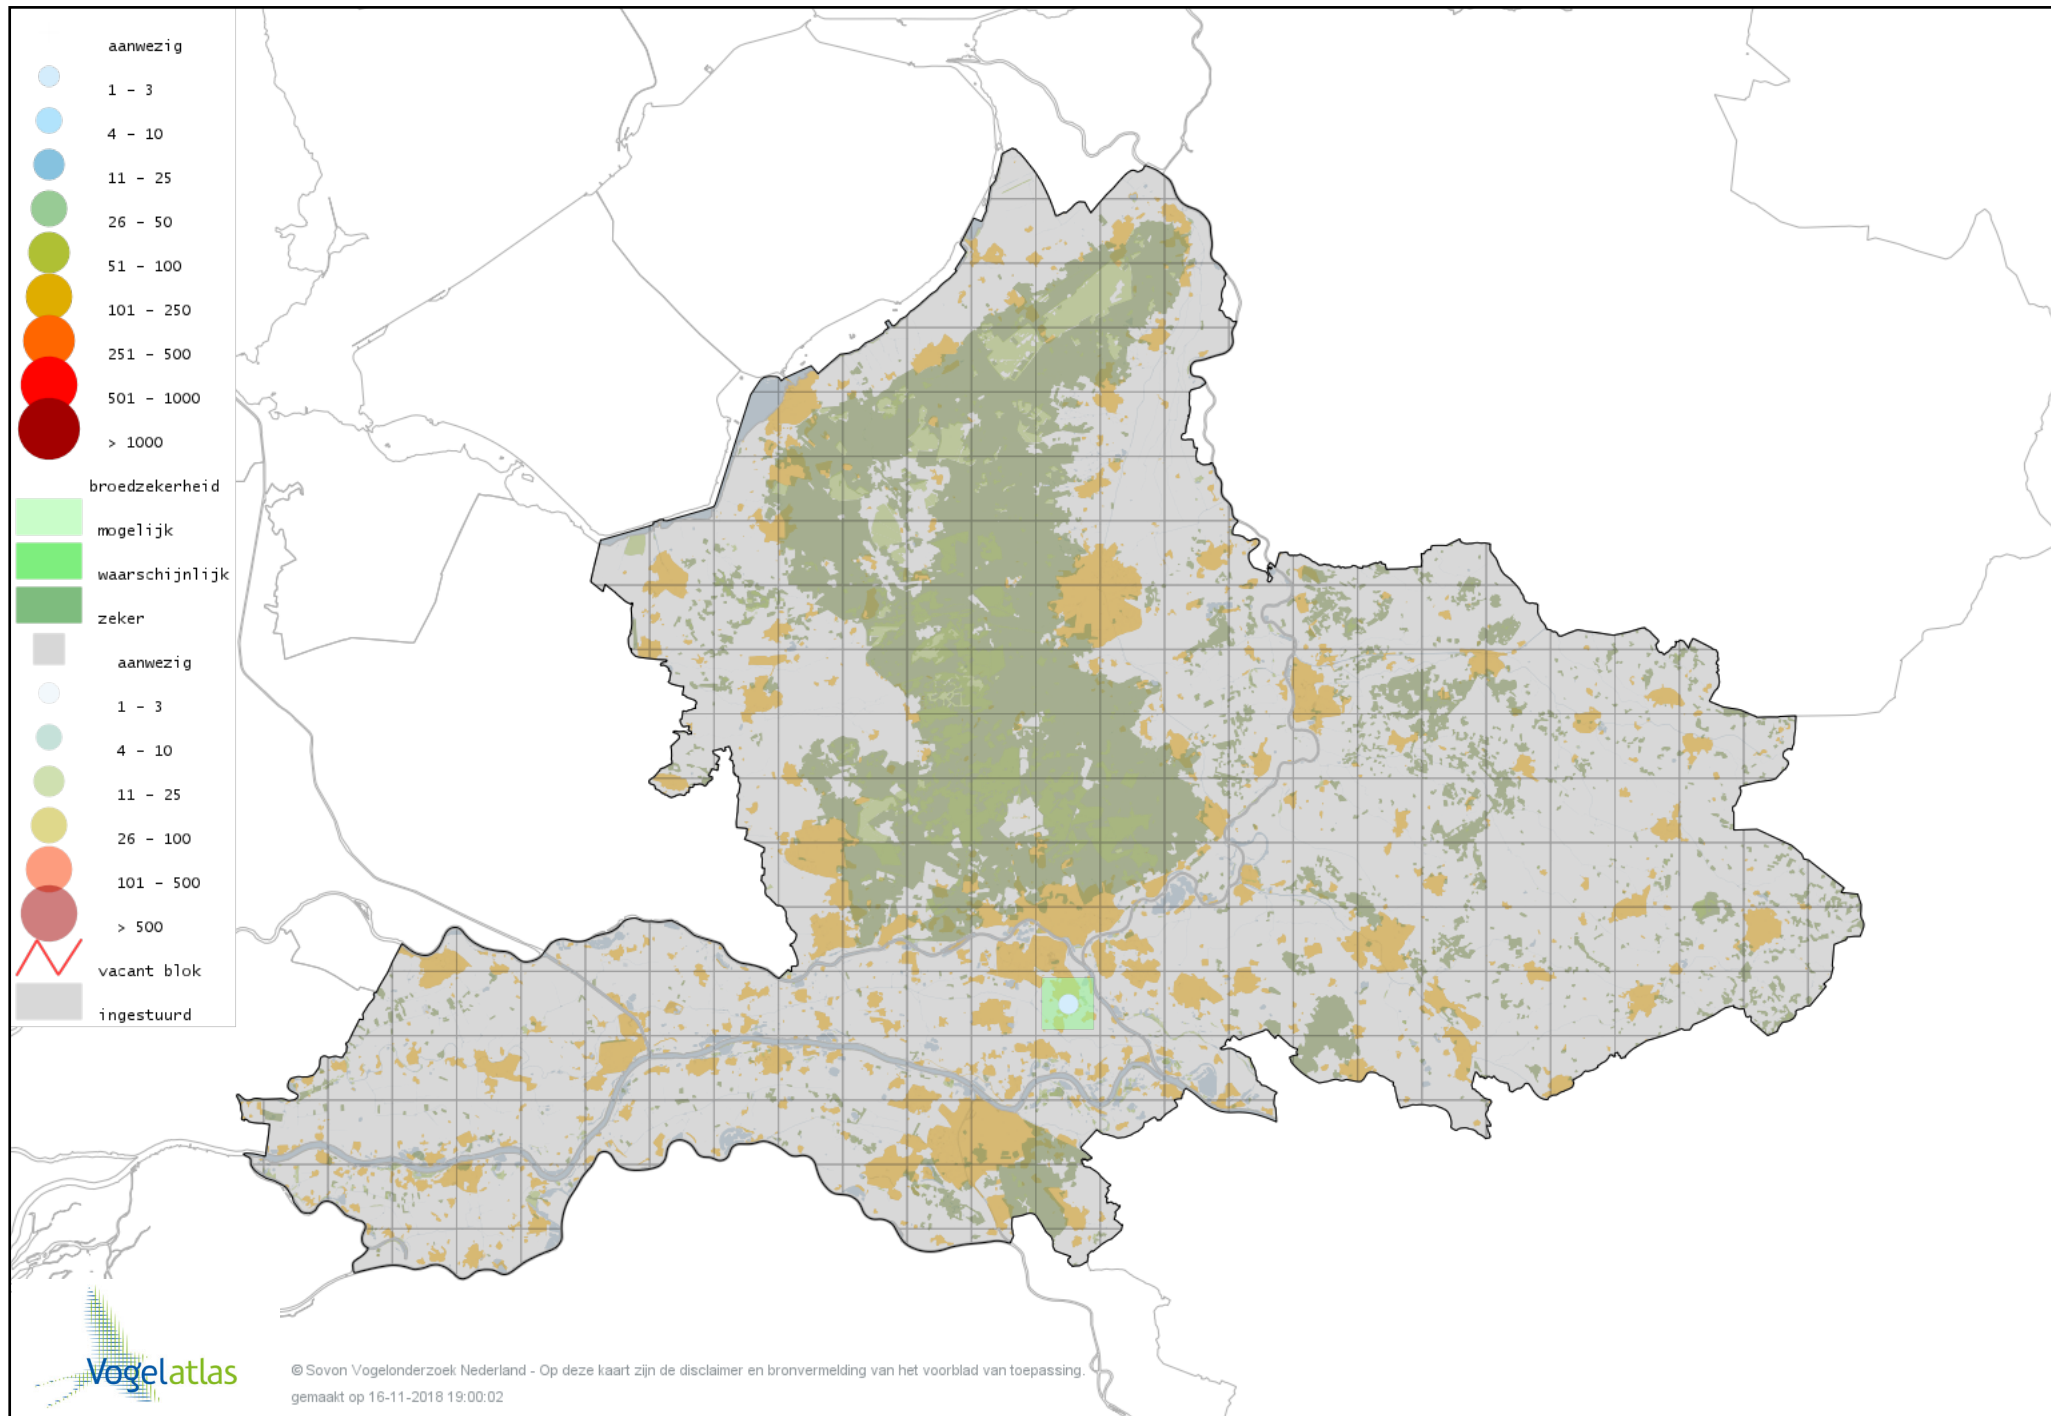 aanwezig
1 - 3
4 - 10
11 - 25
26 - 50
51 - 100
101 - 250
251 - 500
501 - 1000
> 1000
broedzekerheid
mogelijk
waarschijnlijk
zeker
aanwezig
1 - 3
4 - 10
11 - 25
26 - 100
101 - 500
> 500
vacant blok
ingestuurd
Vogelatlas
© Sovon Vogelonderzoek Nederland - Op deze kaart zijn de disclaimer en bronvermelding van het voorblad van toepassing.
gemaakt op 16-11-2018 19:00:02